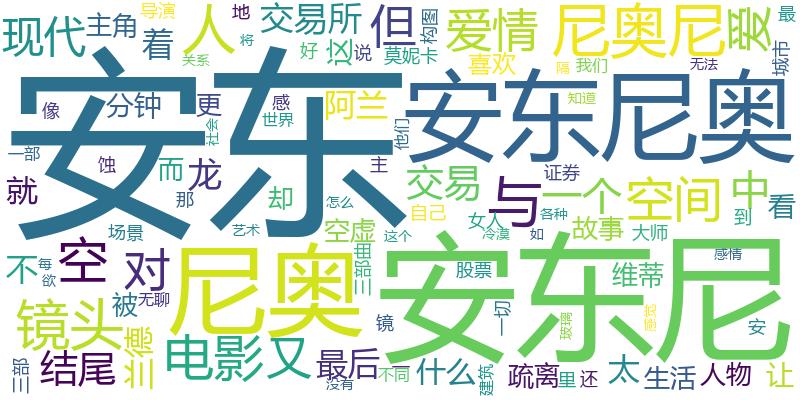 导演
地
交易所
但
构图
爱情
尼奥尼
爱
最
现代
主角
着
人
将
关系
好
这
说
莫妮卡
喜欢
隔
我们
无法
城市
像
分钟
更
感
世界
阿兰
安东
安东尼奥
他们
知道
社会
一部
蚀
而
龙
那
却
主
交易
证券
一个
空间
中
看
就
与
自己
女人
各种
到
怎么
空虚
冷漠
如
故事
大师
场景
艺术
这个
空
对
不
每
欲
尼奥
三部曲
股票
安东尼
维蒂
感情
被
无聊
镜头
镜
一切
玻璃
安
电影
又
兰德
结尾
最后
没有
一
不同
什么
建筑
疏离
里
还
太
生活
人物
让
三部